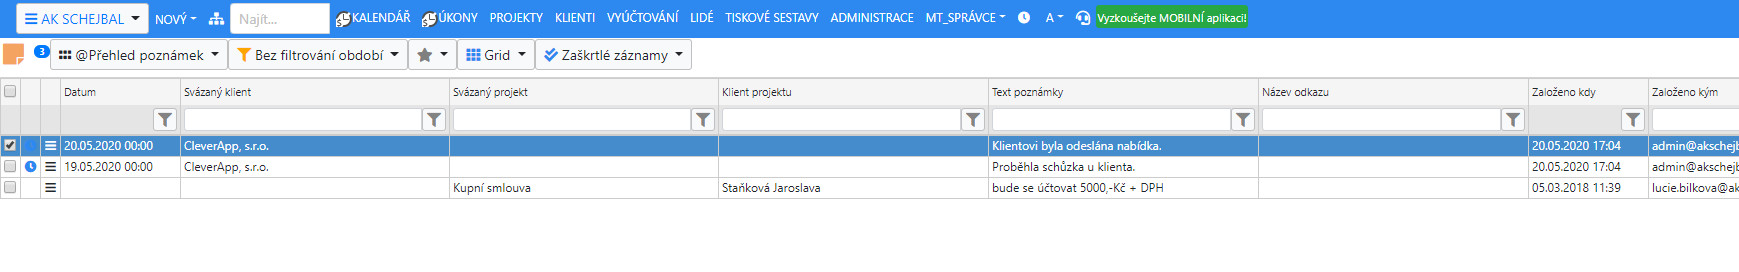 AK SCHEJBAL NOVÝ Najít... KALENDÁŘ ÚKONY PROJEKTY KLIENTI VYÚČTOVÁNÍ LIDÉ TISKOVÉ SESTAVY ADMINISTRACE MT_SPRÁVCE A Vyzkoušejte MOBILNÍ aplikaci!
3 @Přehled poznámek Bez filtrování období Grid Zaškrtlé záznamy
Datum Svázaný klient Svázaný projekt Klient projektu Text poznámky Název odkazu Založeno kdy Založeno kým
20.05.2020 00:00 CleverApp, s.r.o. Klientovi byla odeslána nabídka. 20.05.2020 17:04 admin@akschejb
19.05.2020 00:00 CleverApp, s.r.o. Proběhla schůzka u klienta. 20.05.2020 17:04 admin@akschejb
Kupní smlouva Staňková Jaroslava bude se účtovat 5000,-Kč + DPH 05.03.2018 11:39 lucie.bilkova@ak